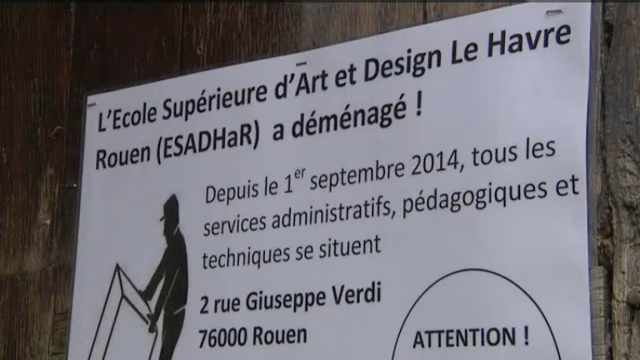 L'Ecole Supérieure d'Art et Design Le Havre
Rouen (ESADHaR) a déménagé !
Depuis le 1er septembre 2014, tous les
services administratifs, pédagogiques et
techniques se situent
2 rue Giuseppe Verdi
76000 Rouen
ATTENTION !